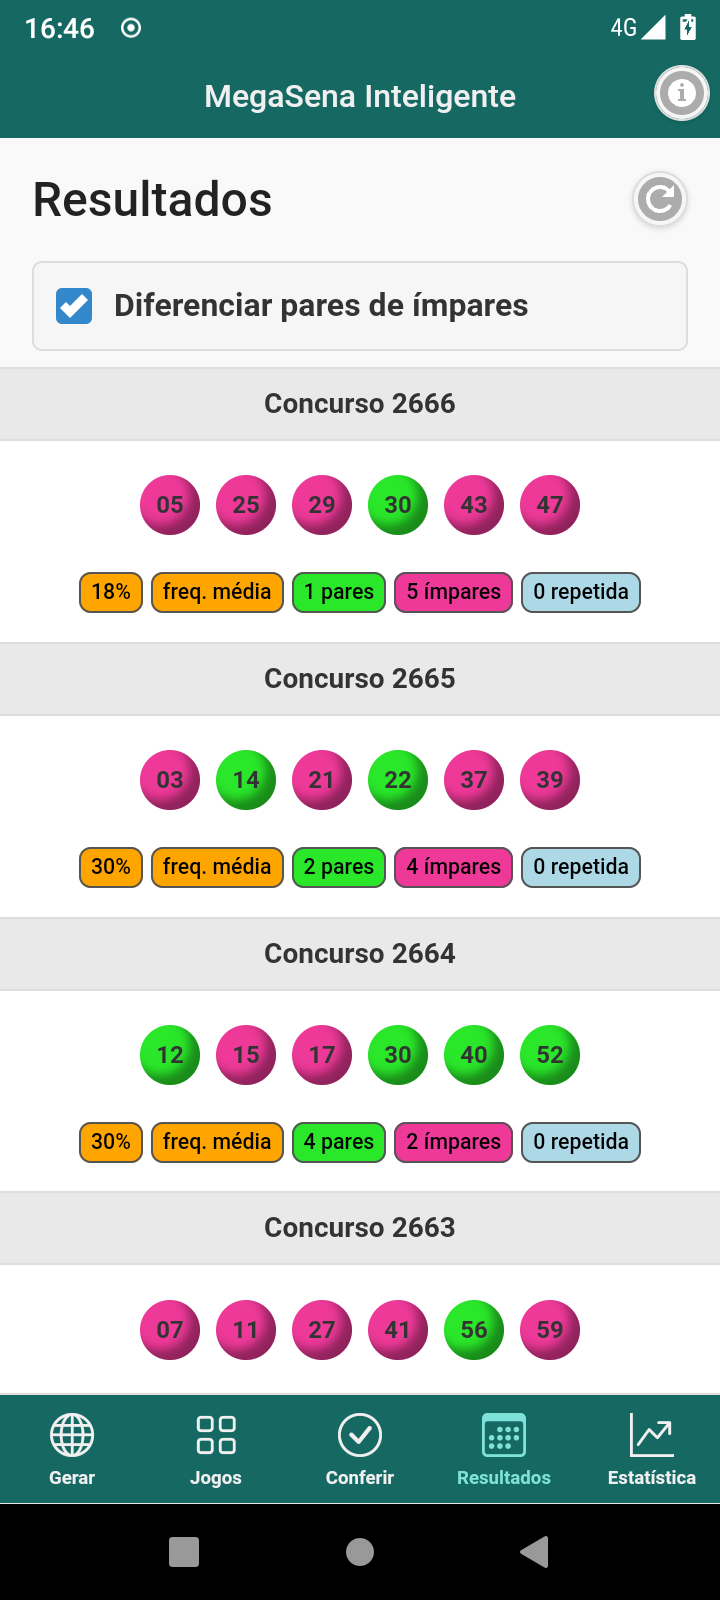 16:46 4G
MegaSena Inteligente
Resultados
Diferenciar pares de ímpares
Concurso 2666
05 25 29 30 43 47
18% freq. média 1 pares 5 ímpares 0 repetida
Concurso 2665
03 14 21 22 37 39
30% freq. média 2 pares 4 ímpares 0 repetida
Concurso 2664
12 15 17 30 40 52
30% freq. média 4 pares 2 ímpares 0 repetida
Concurso 2663
07 11 27 41 56 59
Gerar Jogos Conferir Resultados Estatística